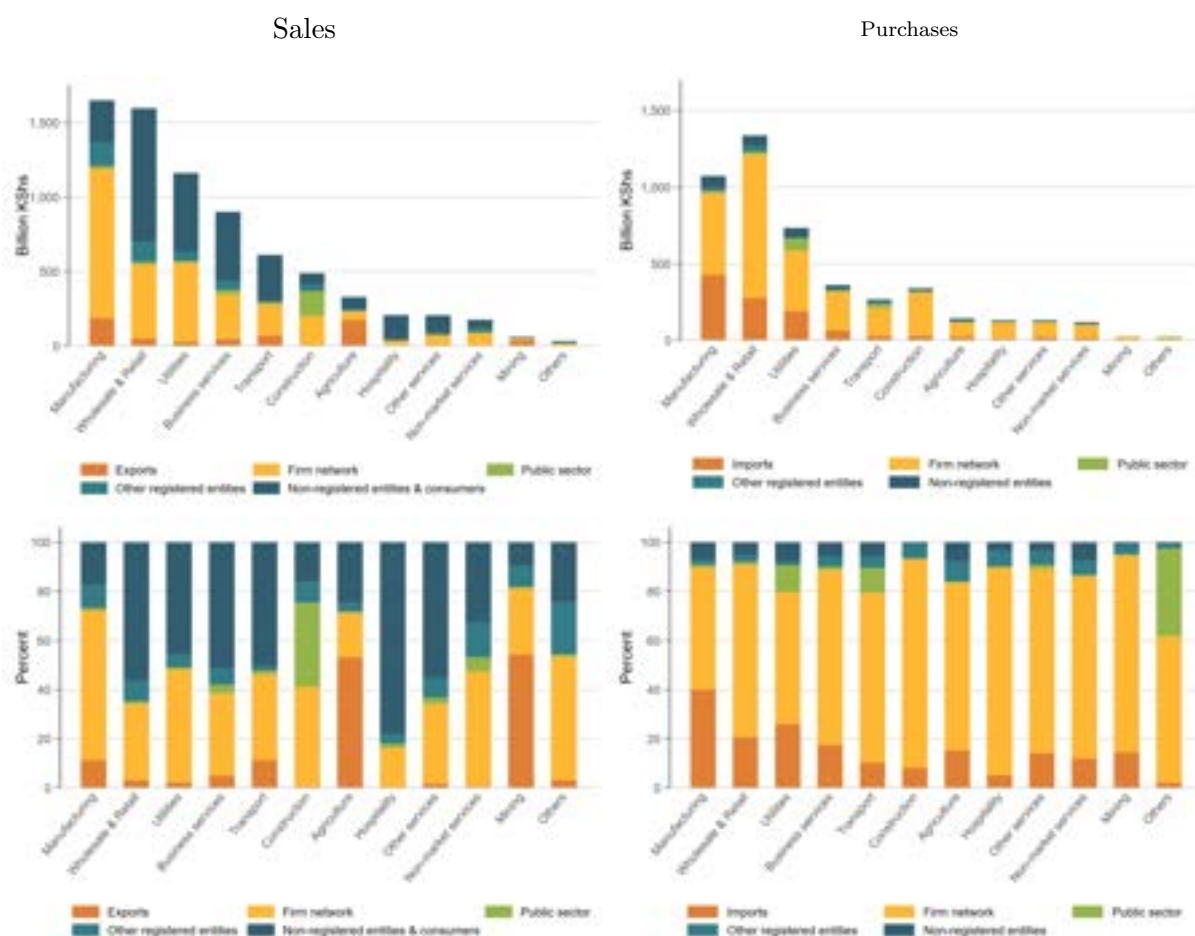 Sales
Purchases
Billion KShs
1,500
1,000
500
0
Manufacturing
Wholesale & Retail
Utilities
Business services
Transport
Construction
Agriculture
Hospitality
Other services
Non-market services
Mining
Others
Exports
Firm network
Public sector
Other registered entities
Non-registered entities & consumers
Billion KShs
1,500
1,000
500
0
Manufacturing
Wholesale & Retail
Utilities
Business services
Transport
Construction
Agriculture
Hospitality
Other services
Non-market services
Mining
Others
Imports
Firm network
Public sector
Other registered entities
Non-registered entities
Percent
100
80
60
40
20
0
Manufacturing
Wholesale & Retail
Utilities
Business services
Transport
Construction
Agriculture
Hospitality
Other services
Non-market services
Mining
Others
Exports
Firm network
Public sector
Other registered entities
Non-registered entities & consumers
Percent
100
80
60
40
20
0
Manufacturing
Wholesale & Retail
Utilities
Business services
Transport
Construction
Agriculture
Hospitality
Other services
Non-market services
Mining
Others
Imports
Firm network
Public sector
Other registered entities
Non-registered entities